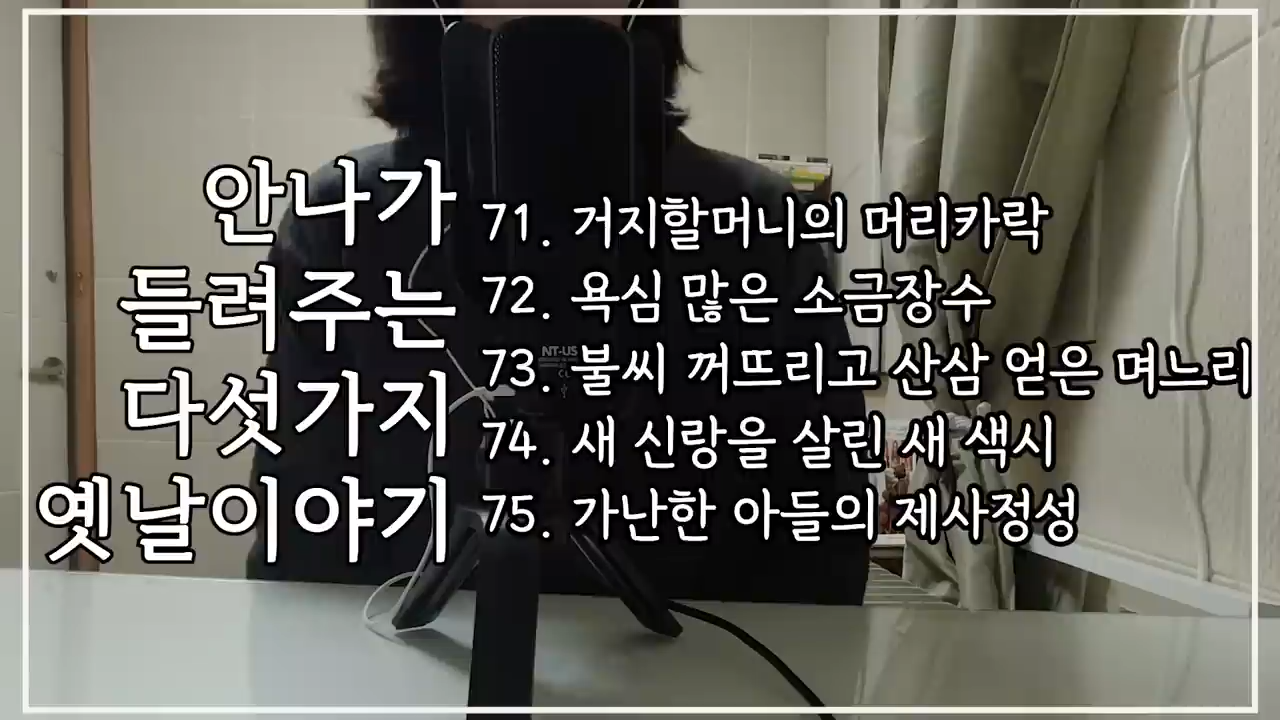 안나가
들려주는
다섯가지
옛날이야기
71. 거지할머니의 머리카락
72. 욕심 많은 소금장수
73. 불씨 꺼뜨리고 산삼 얻은 며느리
74. 새 신랑을 살린 새 색시
75. 가난한 아들의 제사정성
NT-US